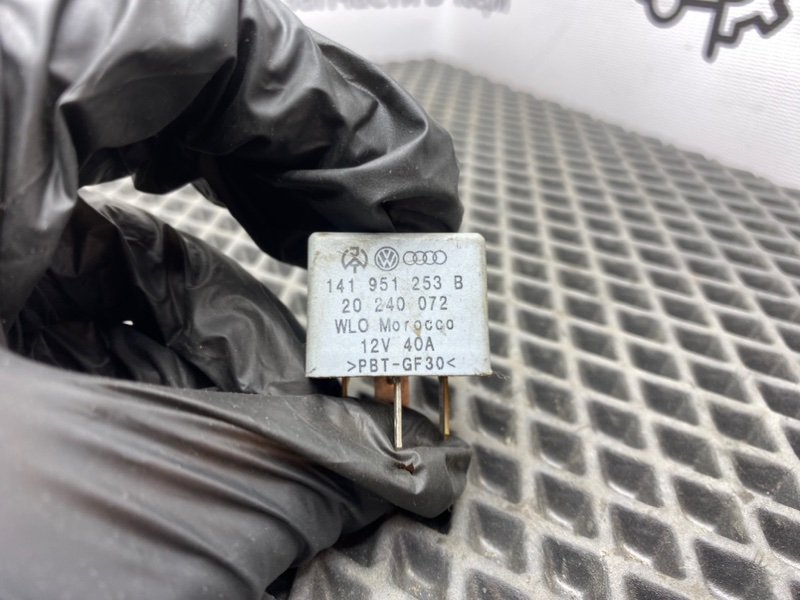 141 951 253 B
20 240 072
WLO Morocco
12V 40A
>PBT-GF30<